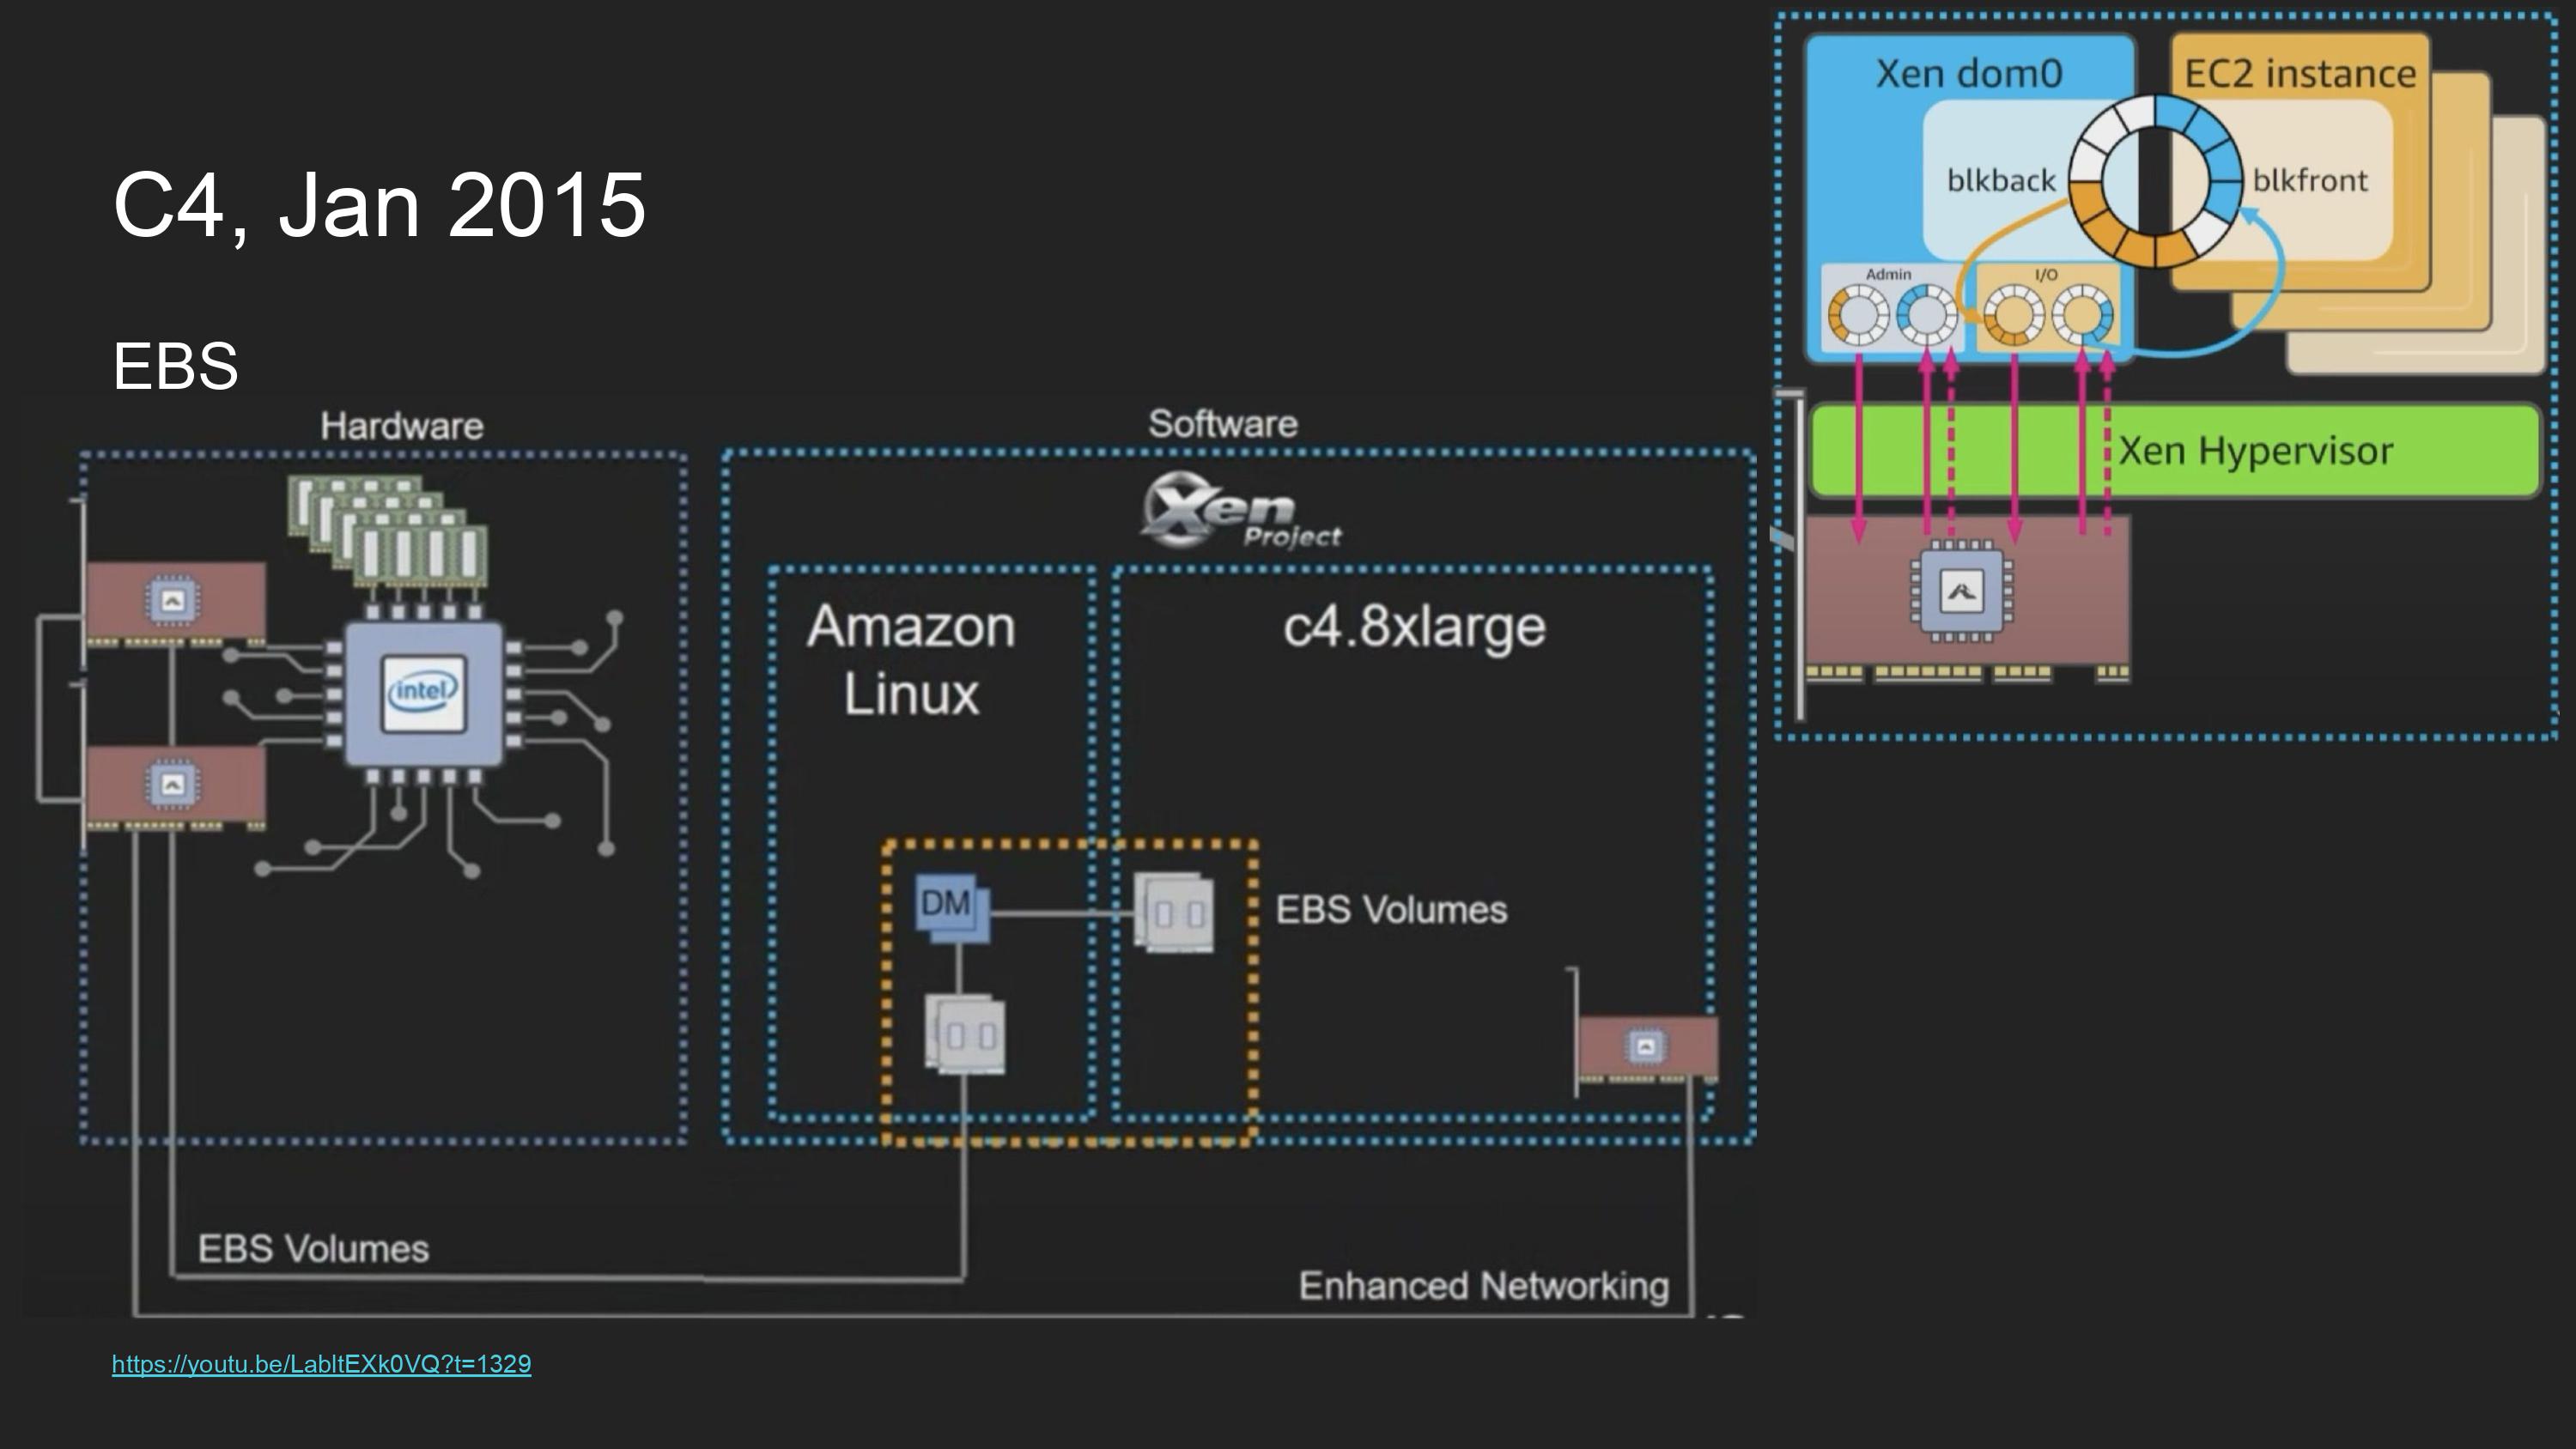 C4, Jan 2015
EBS
Hardware
intel
EBS Volumes
Software
Xen
Project
Amazon
Linux
c4.8xlarge
DM
EBS Volumes
Enhanced Networking
Xen dom0
EC2 instance
blkback
blkfront
Admin
I/O
Xen Hypervisor
https://youtu.be/LabltEXk0VQ?t=1329